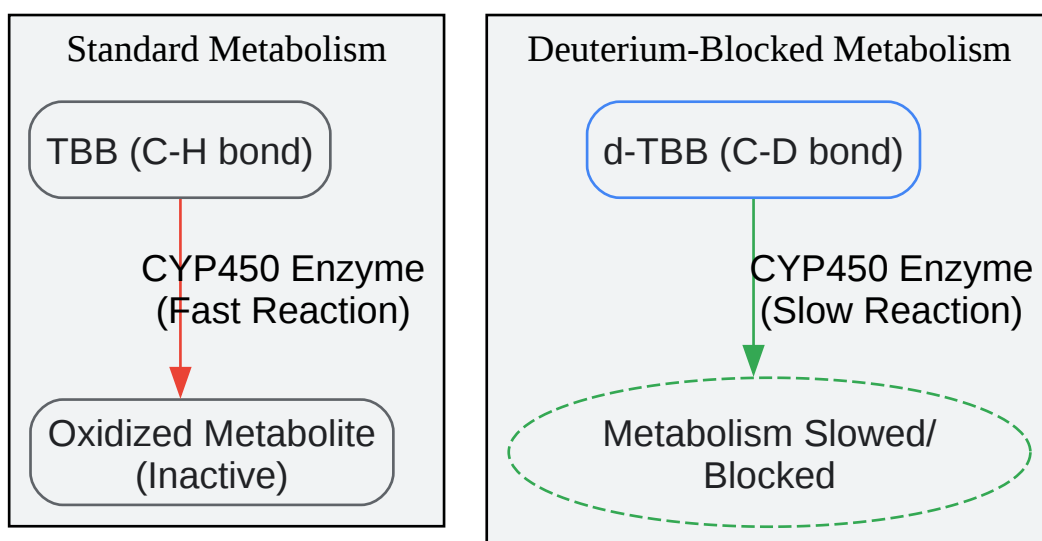 Standard Metabolism
TBB (C-H bond)
CYP450 Enzyme
(Fast Reaction)
Oxidized Metabolite
(Inactive)
Deuterium-Blocked Metabolism
d-TBB (C-D bond)
CYP450 Enzyme
(Slow Reaction)
Metabolism Slowed/
Blocked